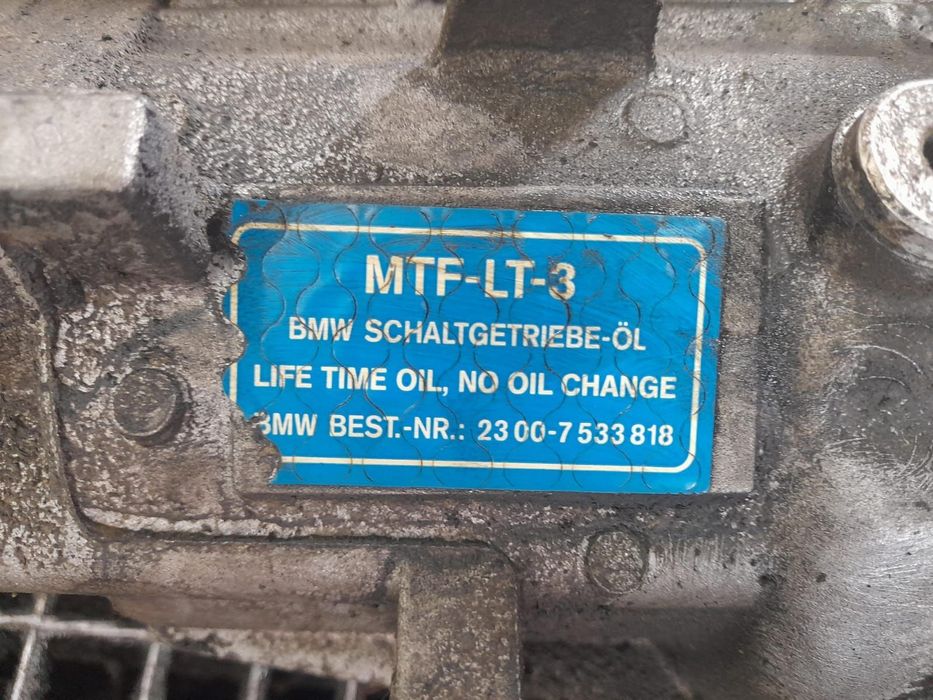 MTF-LT-3
BMW SCHALTGETRIEBE-ÖL
LIFE TIME OIL, NO OIL CHANGE
BMW BEST.-NR.: 23 00-7 533 818